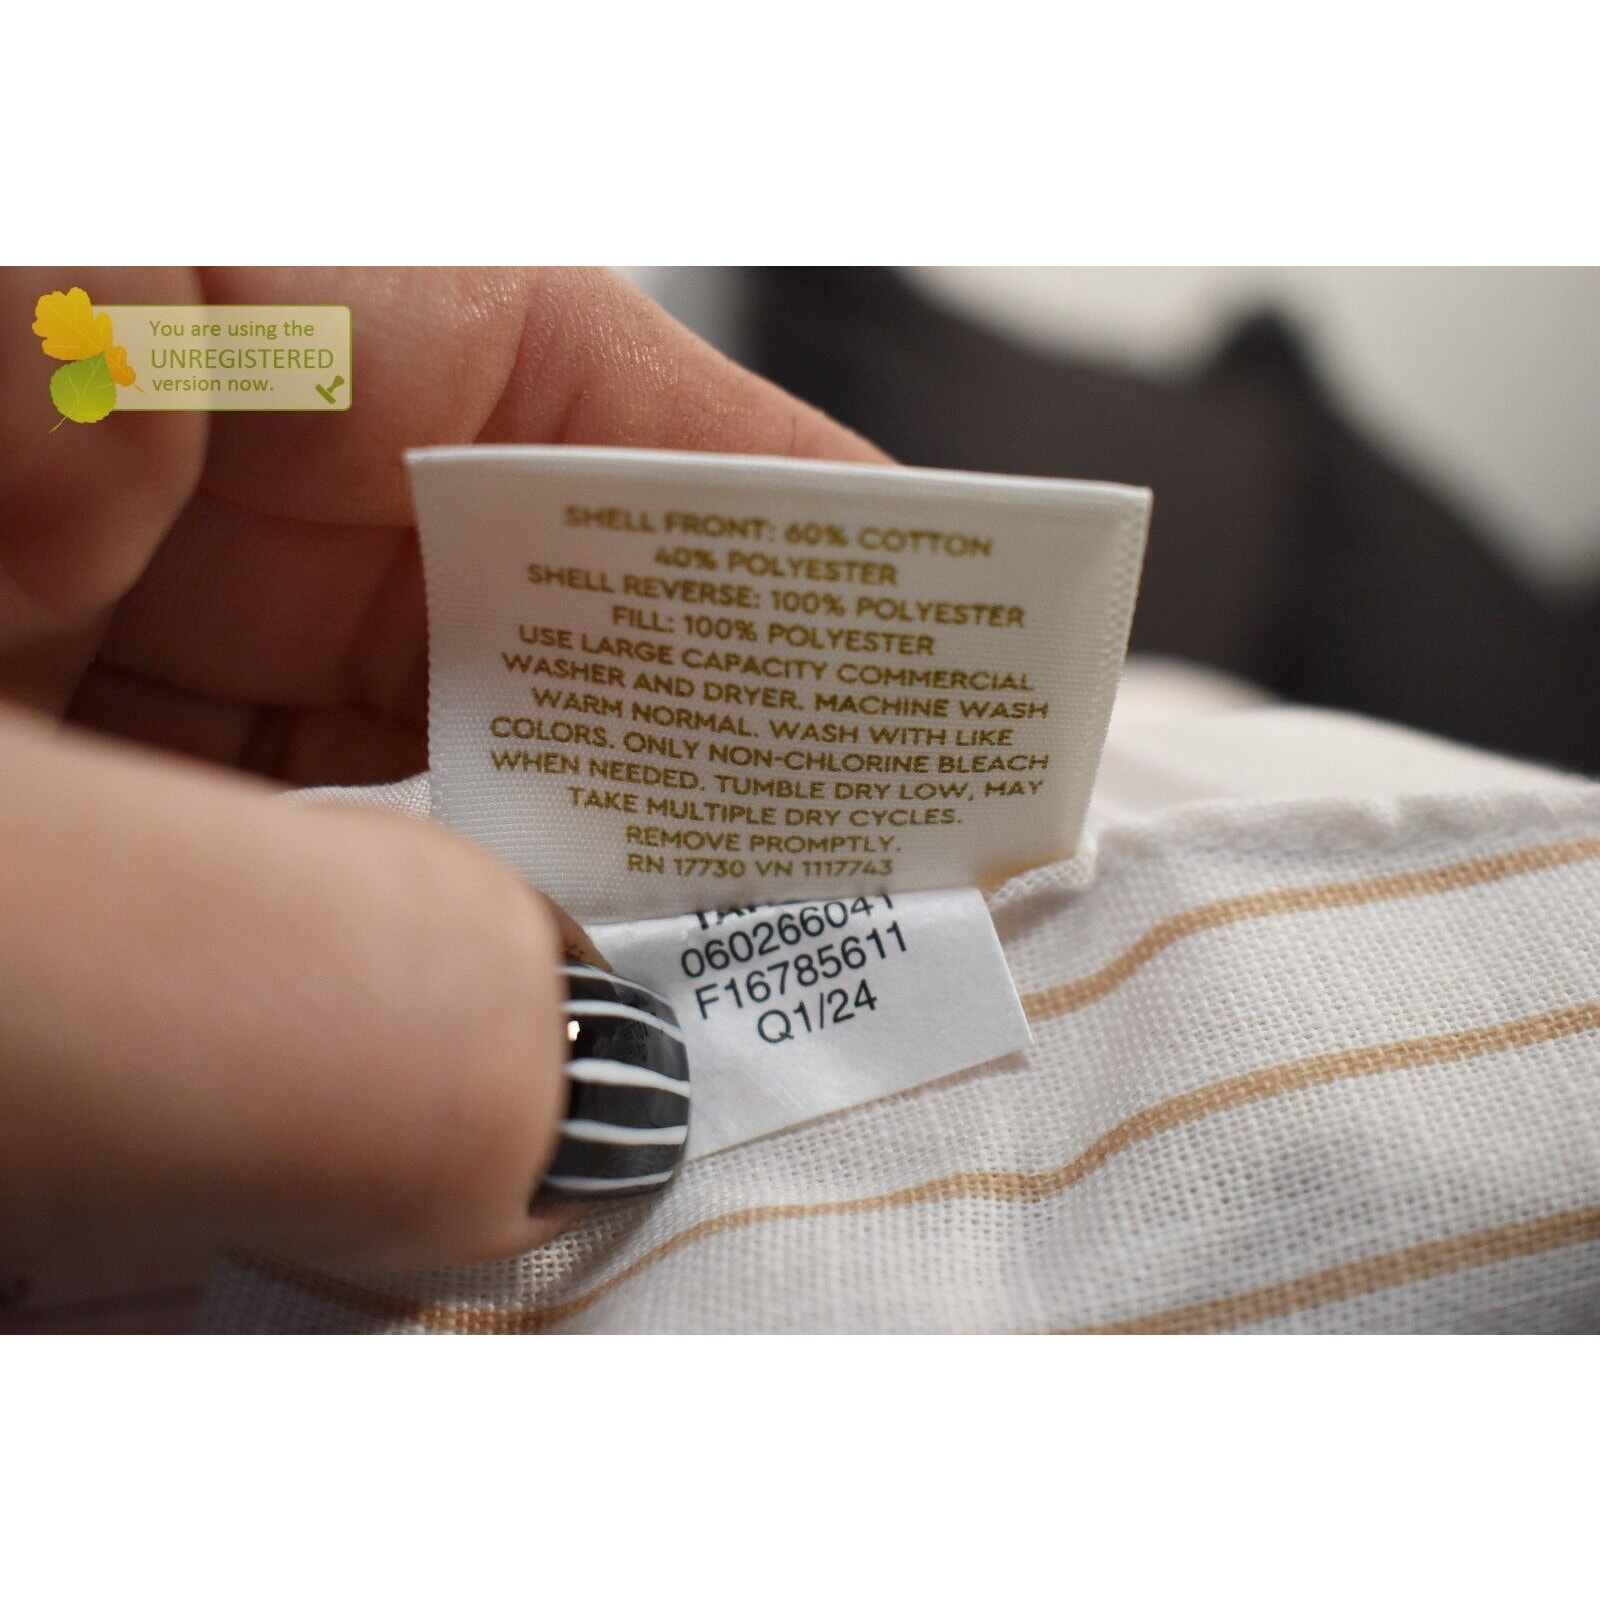 You are using the
UNREGISTERED
version now.
SHELL FRONT: 60% COTTON
40% POLYESTER
SHELL REVERSE: 100% POLYESTER
FILL: 100% POLYESTER
USE LARGE CAPACITY COMMERCIAL
WASHER AND DRYER. MACHINE WASH
WARM NORMAL. WASH WITH LIKE
COLORS. ONLY NON-CHLORINE BLEACH
WHEN NEEDED. TUMBLE DRY LOW, MAY
TAKE MULTIPLE DRY CYCLES.
REMOVE PROMPTLY.
RN 17730 VN 1117743
060266041
F16785611
Q1/24